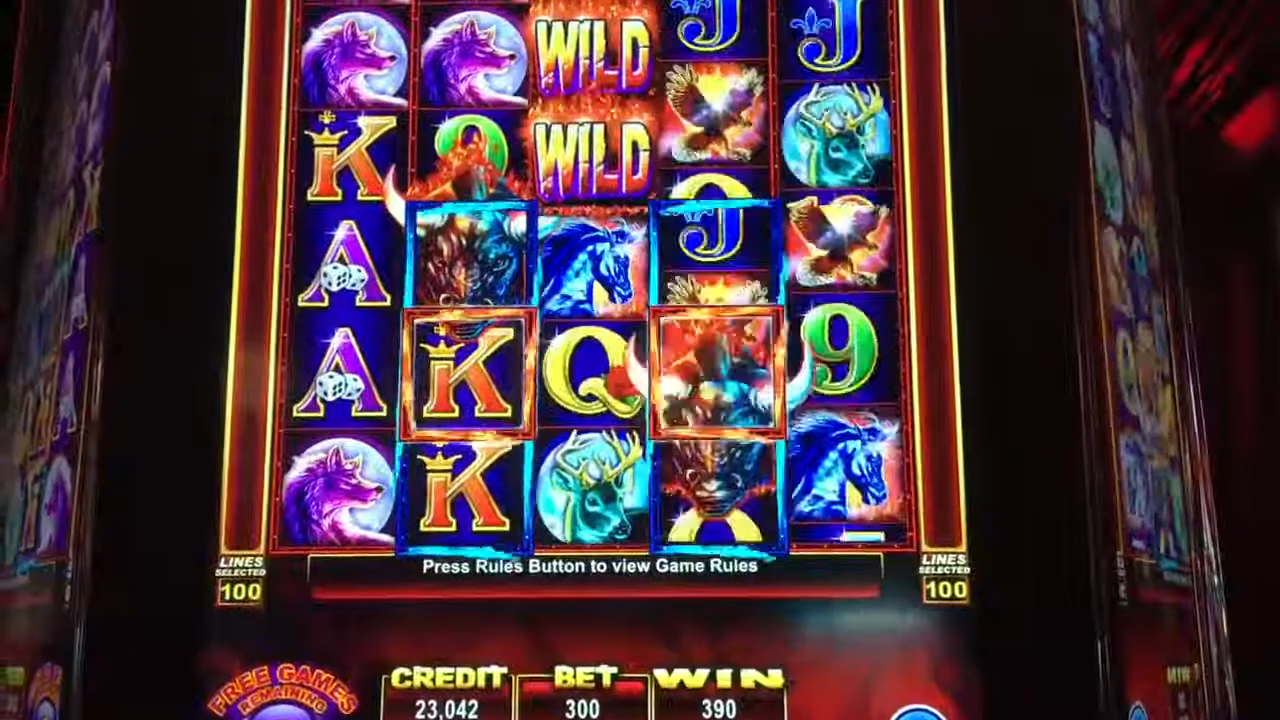 WILD
J
J
K
Q
WILD
A
J
A
K
Q
9
K
LINES
SELECTED
100
Press Rules Button to view Game Rules
LINES
SELECTED
100
FREE GAMES
REMAINING
CREDIT
23,042
BET
300
WIN
390